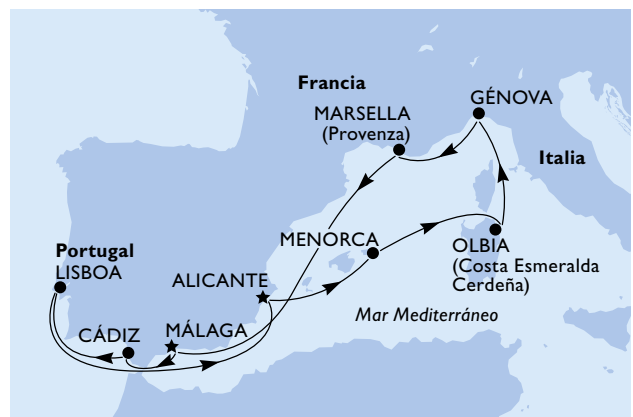 Francia
GÉNOVA
MARSELLA
(Provenza)
Italia
MENORCA
OLBIA
(Costa Esmeralda
Cerdeña)
Portugal
LISBOA
ALICANTE
Mar Mediterráneo
CÁDIZ
MÁLAGA